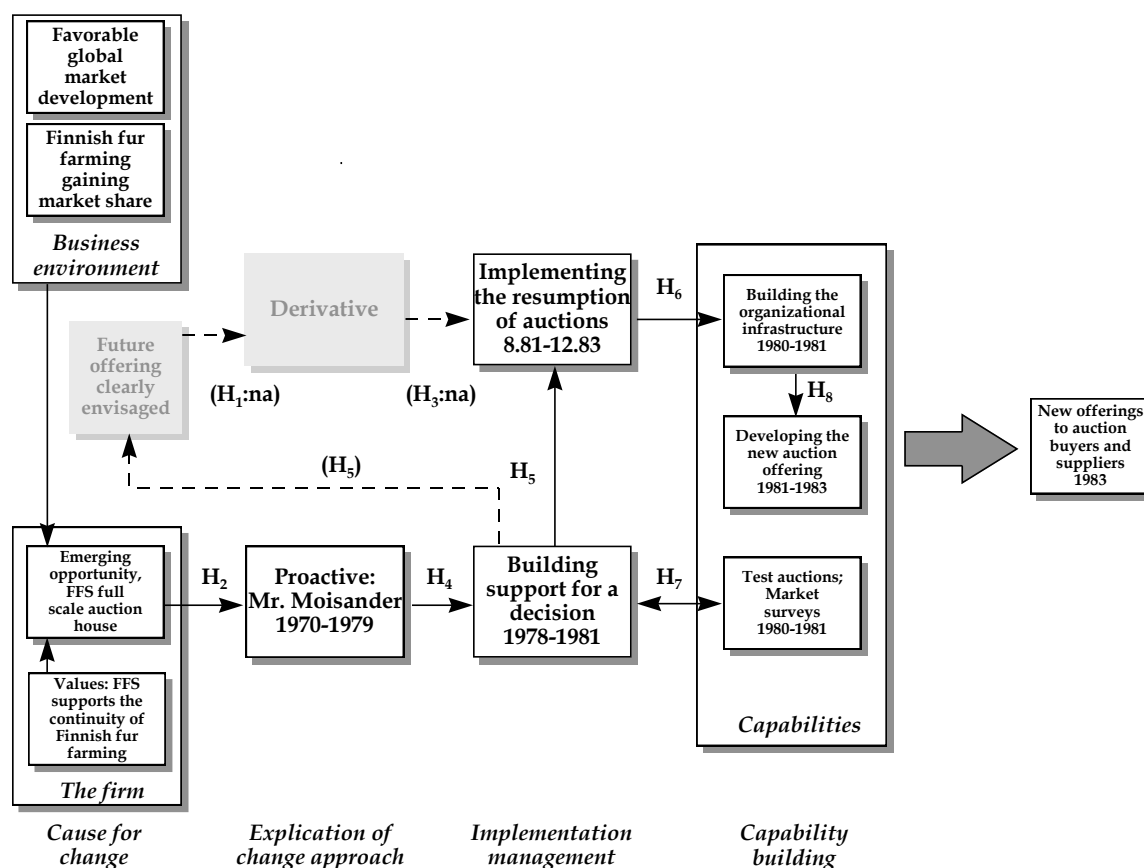 Favorable
global
market
development
Finnish fur
farming
gaining
market share
Business
environment
Future
offering
clearly
envisaged
(H1:na)
Derivative
(H3:na)
Implementing
the resumption
of auctions
8.81-12.83
H6
Building the
organizational
infrastructure
1980-1981
H8
Developing the
new auction
offering
1981-1983
New offerings
to auction
buyers and
suppliers
1983
(H5)
H5
Emerging
opportunity,
FFS full
scale auction
house
H2
Proactive:
Mr. Moisander
1970-1979
H4
Building
support for a
decision
1978-1981
H7
Test auctions;
Market
surveys
1980-1981
Values: FFS
supports the
continuity of
Finnish fur
farming
The firm
Capabilities
Cause for
change
Explication of
change approach
Implementation
management
Capability
building